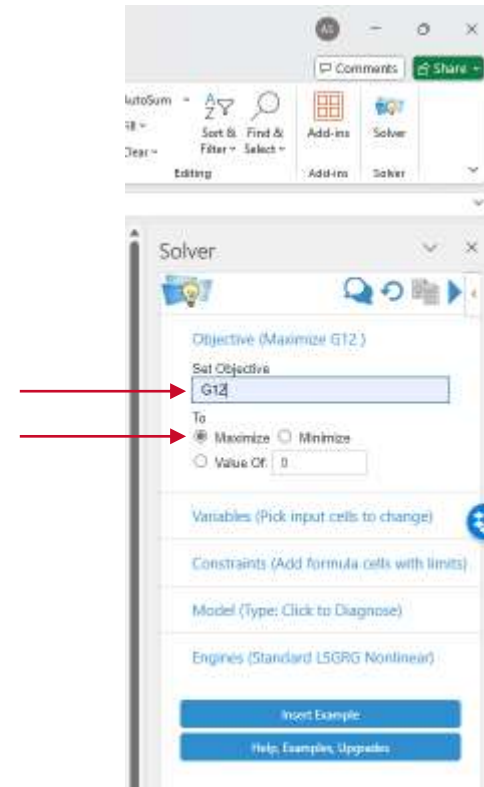 AS
Comments Share
AutoSum
Sort & Find &
Filter Select
Add-ins
Solver
Fill
Clear
Editing
Add-ins
Solver
Solver
Objective (Maximize G12 )
Set Objective
G12
To
Maximize Minimize
Value Of: 0
Variables (Pick input cells to change)
Constraints (Add formula cells with limits)
Model (Type: Click to Diagnose)
Engines (Standard LSGRG Nonlinear)
Insert Example
Help, Examples, Upgrades